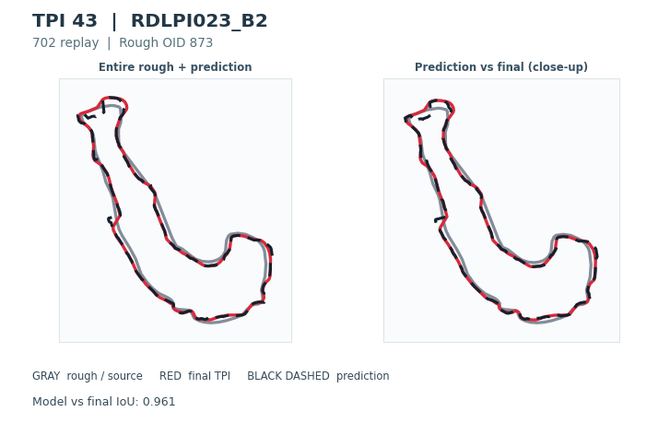 TPI 43 | RDLPI023_B2
702 replay | Rough OID 873
Entire rough + prediction
Prediction vs final (close-up)
GRAY rough / source RED final TPI BLACK DASHED prediction
Model vs final IoU: 0.961